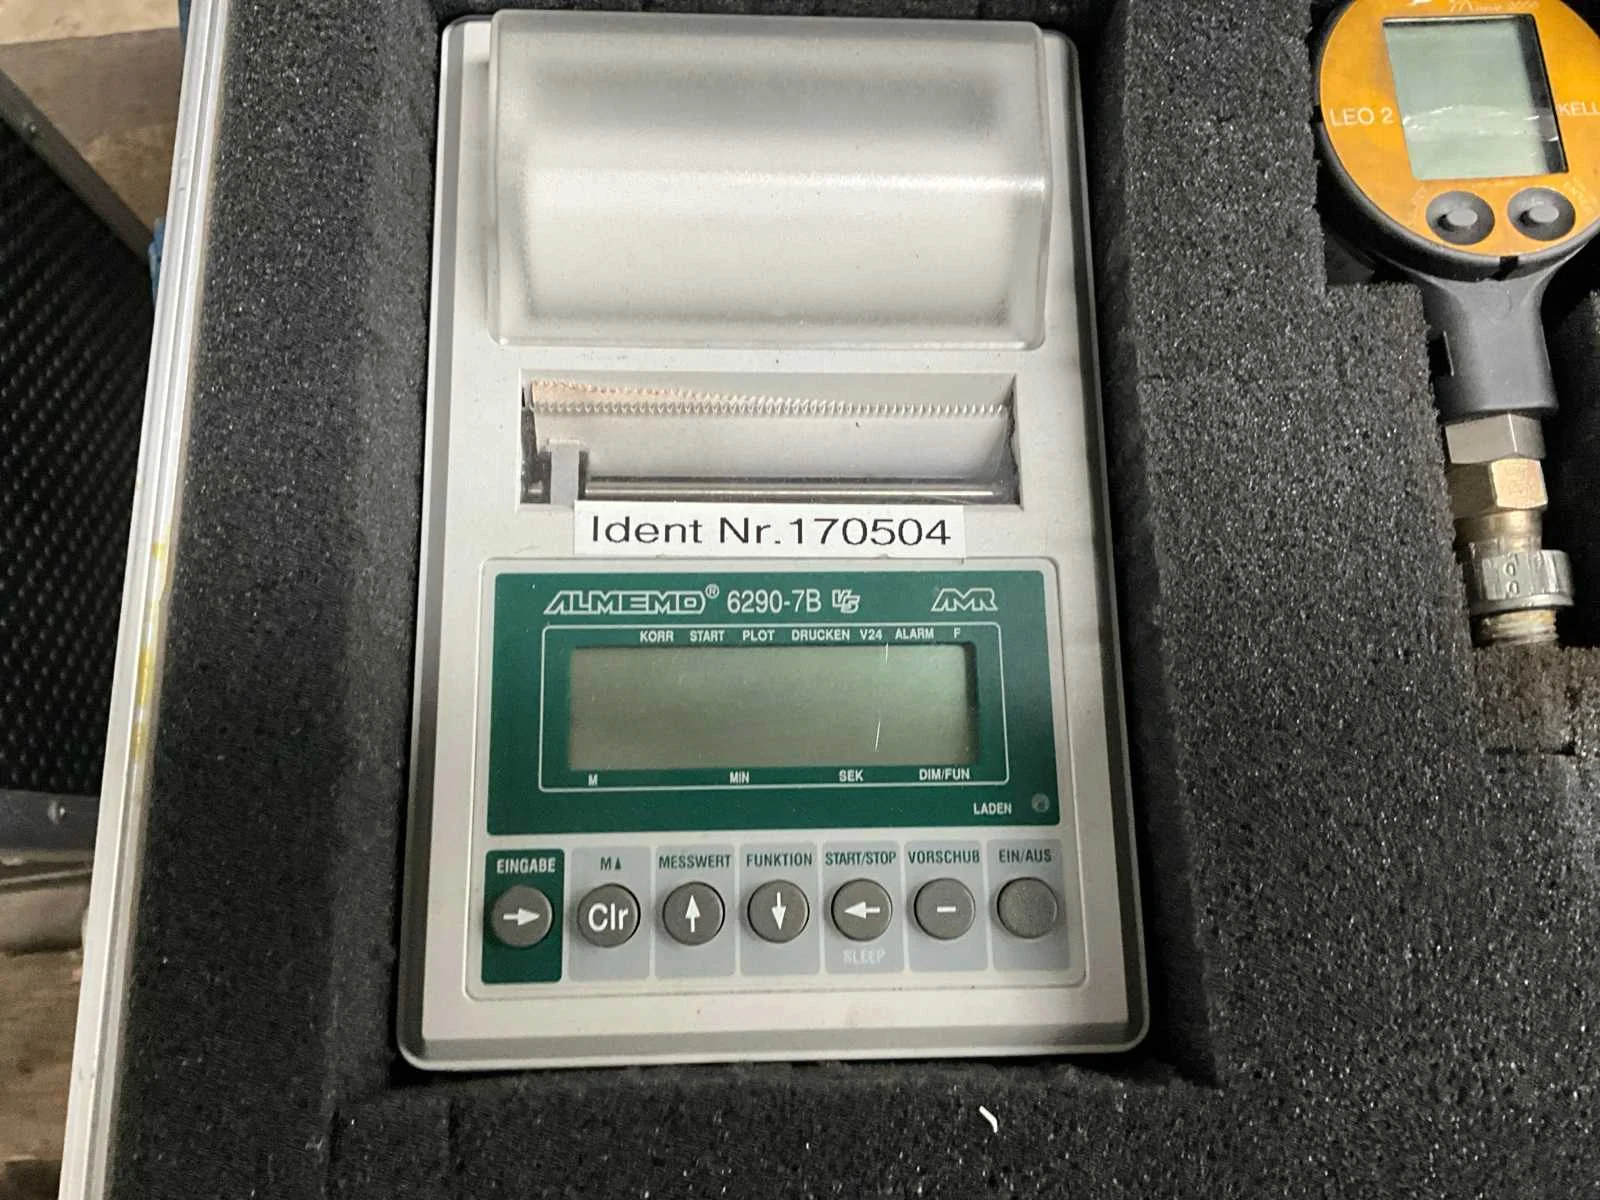 LEO 2
Ident Nr.170504
ALMEMO® 6290-7B V5 AMR
KORR START PLOT DRUCKEN V24 ALARM F
M MIN SEK DIM/FUN
LADEN
EINGABE M▲ MESSWERT FUNKTION START/STOP VORSCHUB EIN/AUS
→ Clr ↑ ↓ ← −
SLEEP